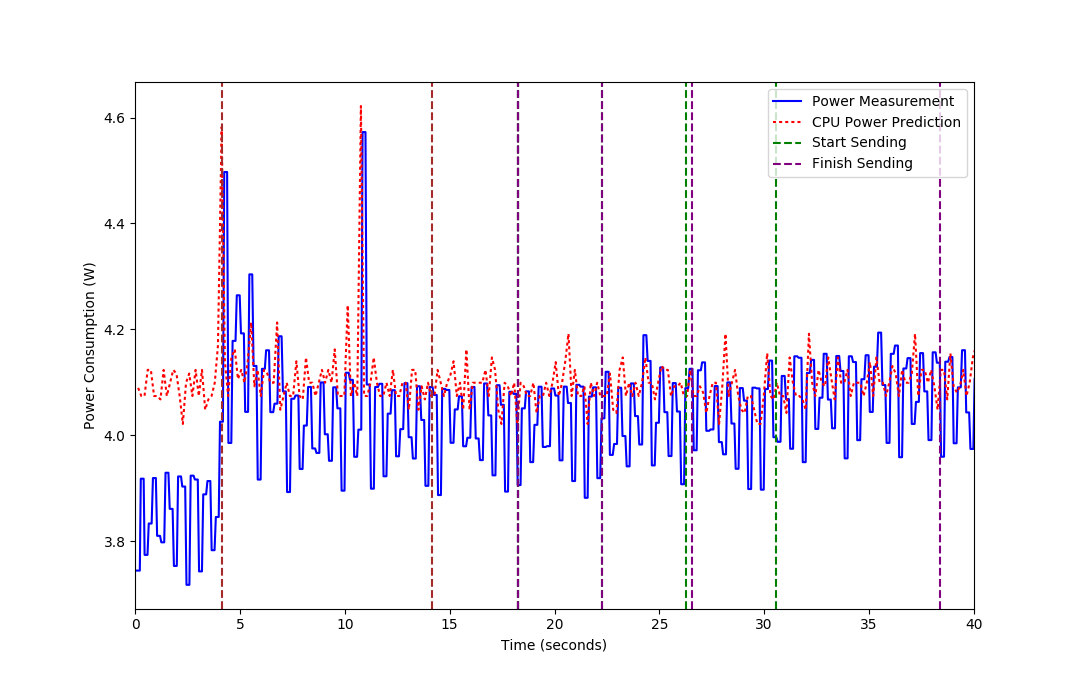 Power Measurement
CPU Power Prediction
Start Sending
Finish Sending
Power Consumption (W)
4.6
4.4
4.2
4.0
3.8
0 5 10 15 20 25 30 35 40
Time (seconds)